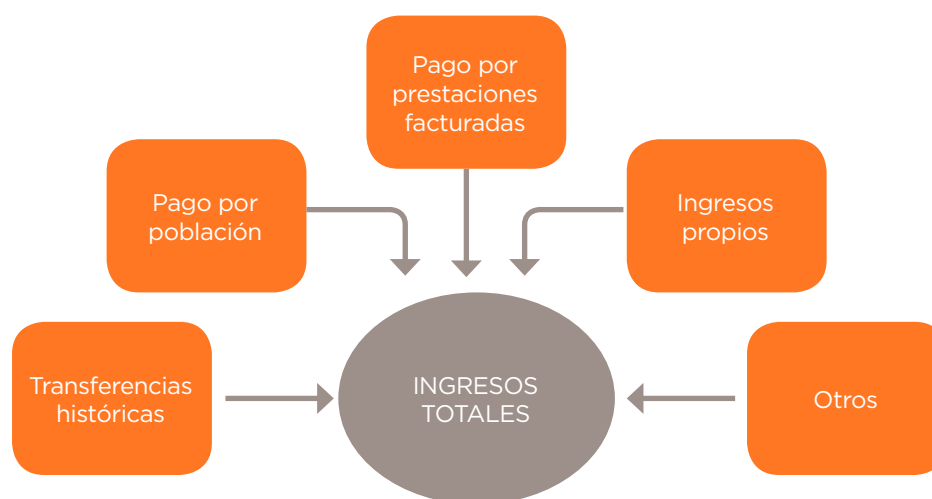 Pago por
prestaciones
facturadas
Pago por
población
Ingresos
propios
Transferencias
históricas
INGRESOS
TOTALES
Otros